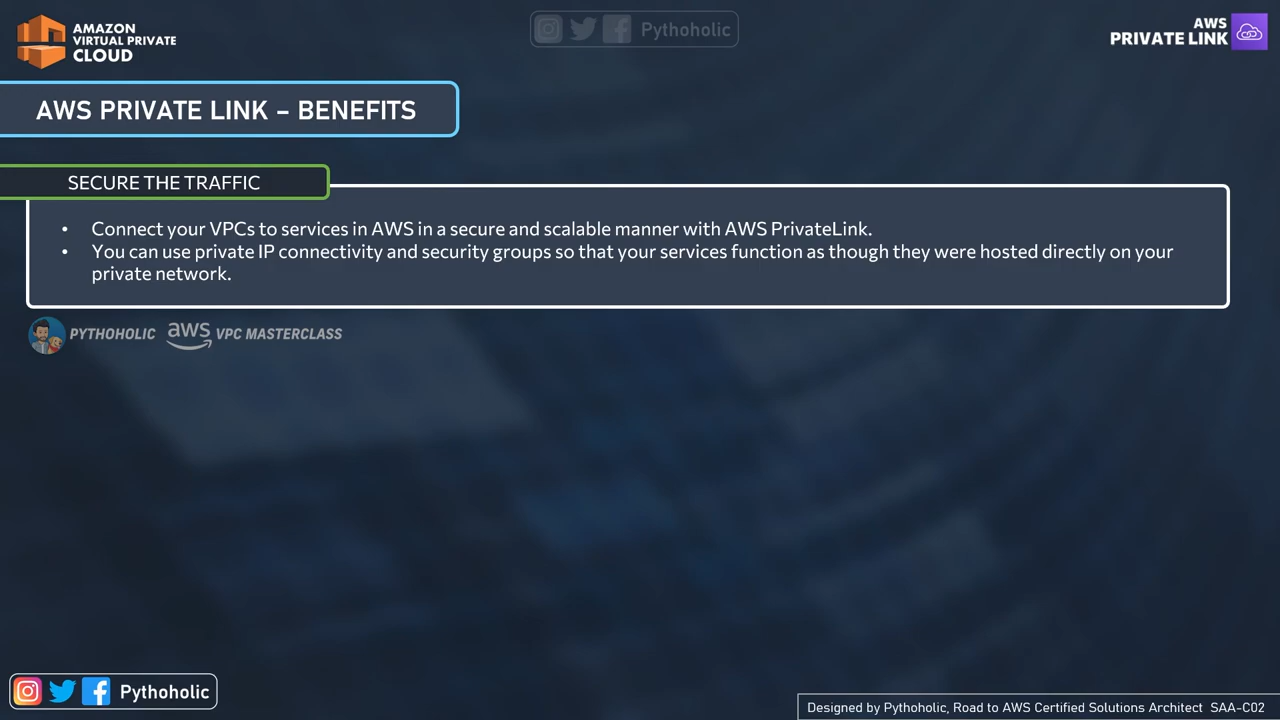 AMAZON
VIRTUAL PRIVATE
CLOUD
Pythoholic
AWS
PRIVATE LINK
AWS PRIVATE LINK – BENEFITS
SECURE THE TRAFFIC
• Connect your VPCs to services in AWS in a secure and scalable manner with AWS PrivateLink.
• You can use private IP connectivity and security groups so that your services function as though they were hosted directly on your
private network.
PYTHOHOLIC aws VPC MASTERCLASS
Pythoholic
Designed by Pythoholic, Road to AWS Certified Solutions Architect SAA-C02